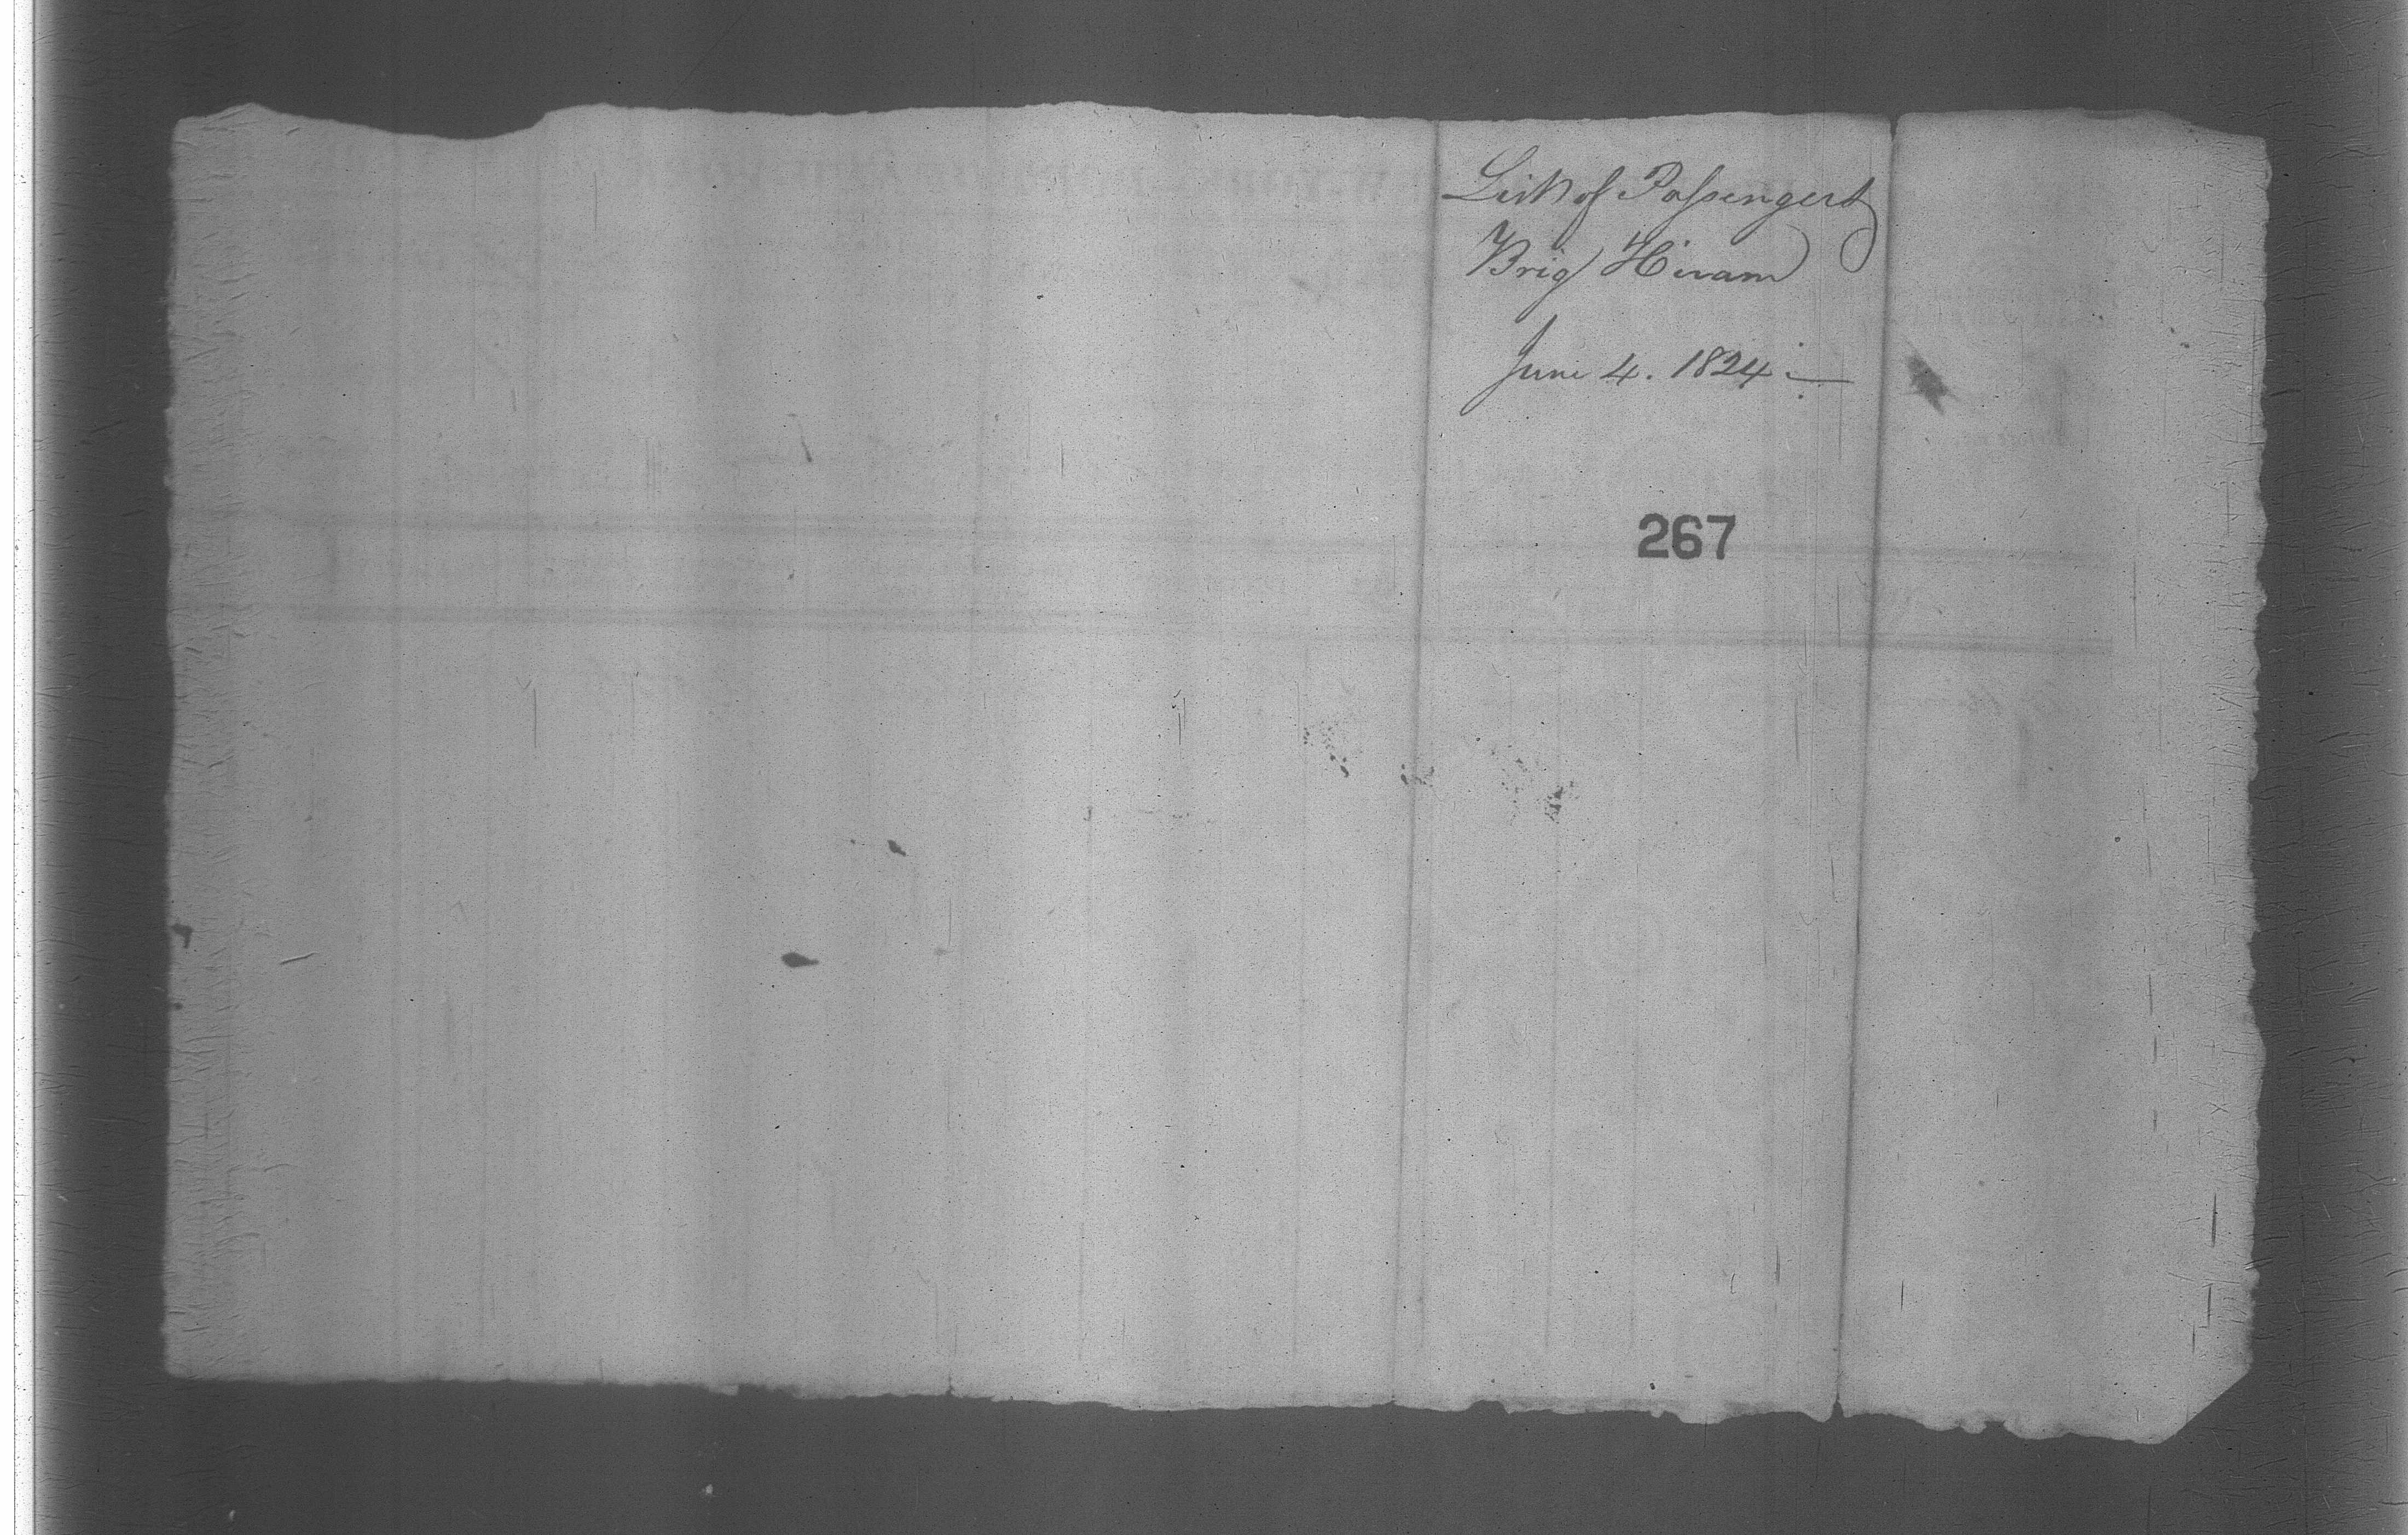 List of Passengers
Brig Hiram
June 4. 1824
267